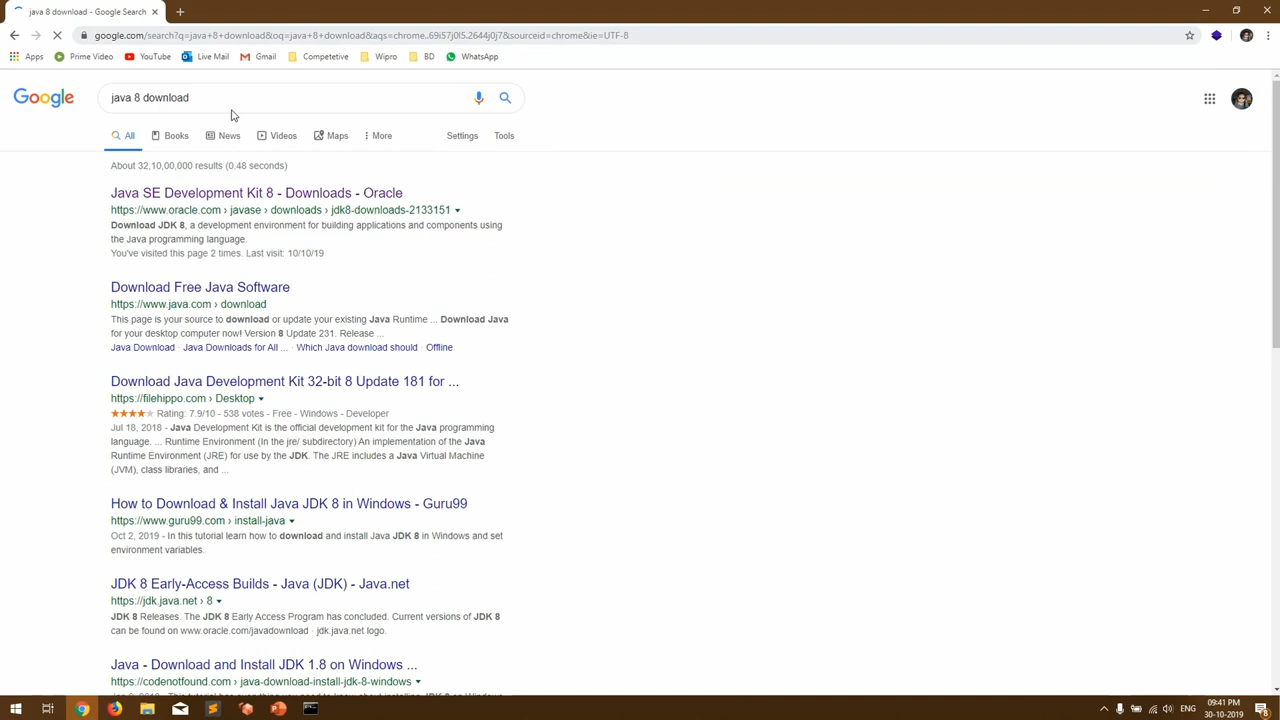 java 8 download - Google Search
google.com/search?q=java+8+download&oq=java+8+download&aqs=chrome..69i57j0l5.2644j0j7&sourceid=chrome&ie=UTF-8
Apps Prime Video YouTube Live Mail Gmail Competetive Wipro BD WhatsApp
Google java 8 download
All Books News Videos Maps More Settings Tools
About 32,10,00,000 results (0.48 seconds)
Java SE Development Kit 8 - Downloads - Oracle
https://www.oracle.com › javase › downloads › jdk8-downloads-2133151
Download JDK 8, a development environment for building applications and components using
the Java programming language.
You've visited this page 2 times. Last visit: 10/10/19
Download Free Java Software
https://www.java.com › download
This page is your source to download or update your existing Java Runtime ... Download Java
for your desktop computer now! Version 8 Update 231. Release ...
Java Download · Java Downloads for All ... · Which Java download should · Offline
Download Java Development Kit 32-bit 8 Update 181 for ...
https://filehippo.com › Desktop
Rating: 7.9/10 - 538 votes - Free - Windows - Developer
Jul 18, 2018 - Java Development Kit is the official development kit for the Java programming
language. ... Runtime Environment (In the jre/ subdirectory) An implementation of the Java
Runtime Environment (JRE) for use by the JDK. The JRE includes a Java Virtual Machine
(JVM), class libraries, and ...
How to Download & Install Java JDK 8 in Windows - Guru99
https://www.guru99.com › install-java
Oct 2, 2019 - In this tutorial learn how to download and install Java JDK 8 in Windows and set
environment variables.
JDK 8 Early-Access Builds - Java (JDK) - Java.net
https://jdk.java.net › 8
JDK 8 Releases. The JDK 8 Early Access Program has concluded. Current versions of JDK 8
can be found on www.oracle.com/javadownload · jdk.java.net logo.
Java - Download and Install JDK 1.8 on Windows ...
https://codenotfound.com › java-download-install-jdk-8-windows
ENG 09:41 PM
30-10-2019